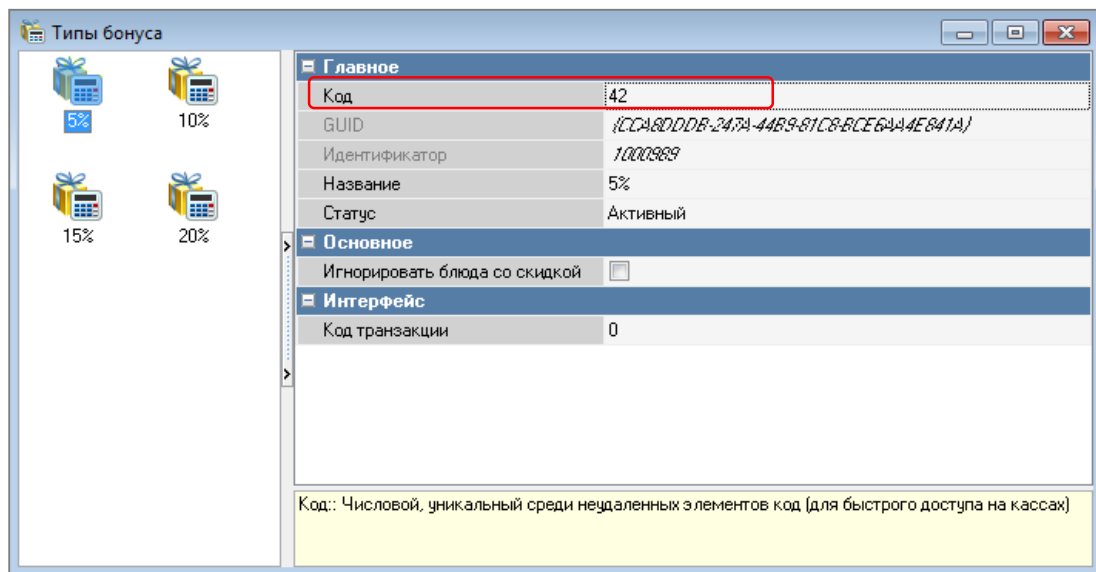 Типы бонуса
5%
10%
15%
20%
Главное
Код 42
GUID {CCA8DDDB-247A-44B9-81C8-BCE6AA4E841A}
Идентификатор 1000989
Название 5%
Статус Активный
Основное
Игнорировать блюда со скидкой
Интерфейс
Код транзакции 0
Код:: Числовой, уникальный среди неудаленных элементов код (для быстрого доступа на кассах)